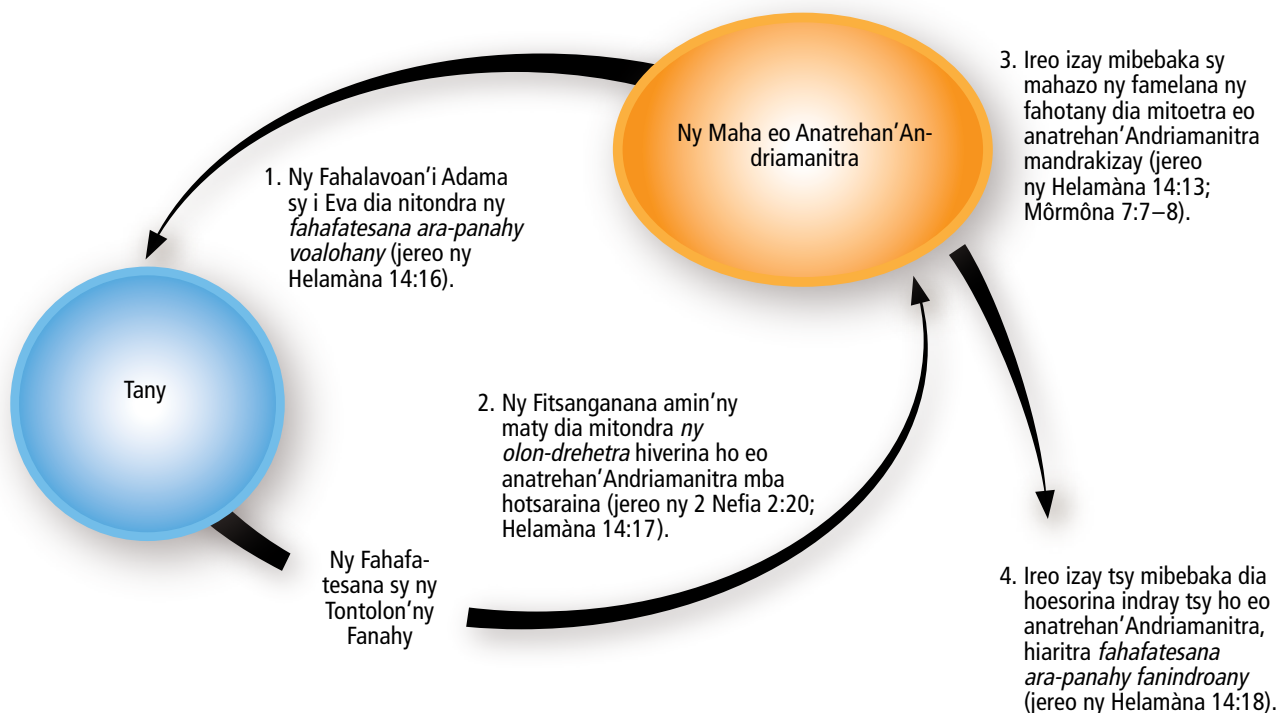 Ny Maha eo Anatrehan’An-
driamanitra
1. Ny Fahalavoan’i Adama
sy i Eva dia nitondra ny
fahafatesana ara-panahy
voalohany (jereo ny
Helamàna 14:16).
Tany
2. Ny Fitsanganana amin’ny
maty dia mitondra ny
olon-drehetra hiverina ho eo
anatrehan’Andriamanitra mba
hotsaraina (jereo ny 2 Nefia 2:20;
Helamàna 14:17).
Ny Fahafa-
tesana sy ny
Tontolon’ny
Fanahy
3. Ireo izay mibebaka sy
mahazo ny famelana ny
fahotany dia mitoetra eo
anatrehan’Andriamanitra
mandrakizay (jereo
ny Helamàna 14:13;
Môrmôna 7:7–8).
4. Ireo izay tsy mibebaka dia
hoesorina indray tsy ho eo
anatrehan’Andriamanitra,
hiaritra fahafatesana
ara-panahy fanindroany
(jereo ny Helamàna 14:18).